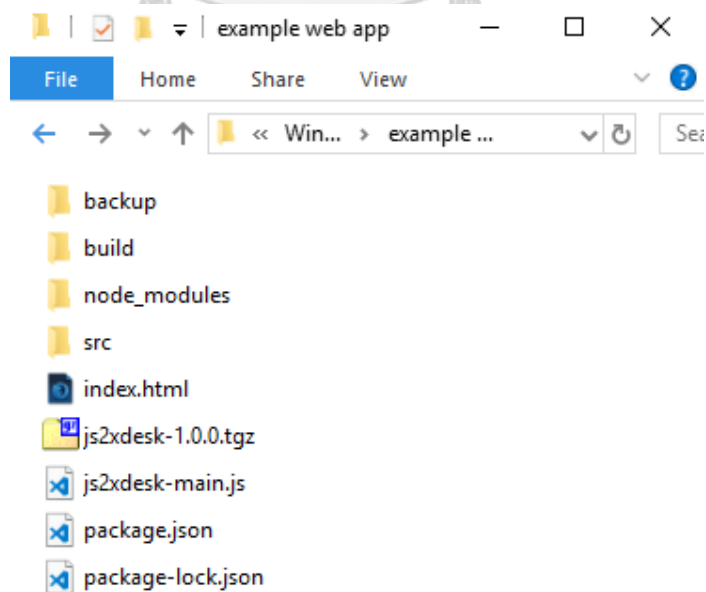 example web app
File Home Share View
« Win... > example ... Sea
backup
build
node_modules
src
index.html
js2xdesk-1.0.0.tgz
js2xdesk-main.js
package.json
package-lock.json